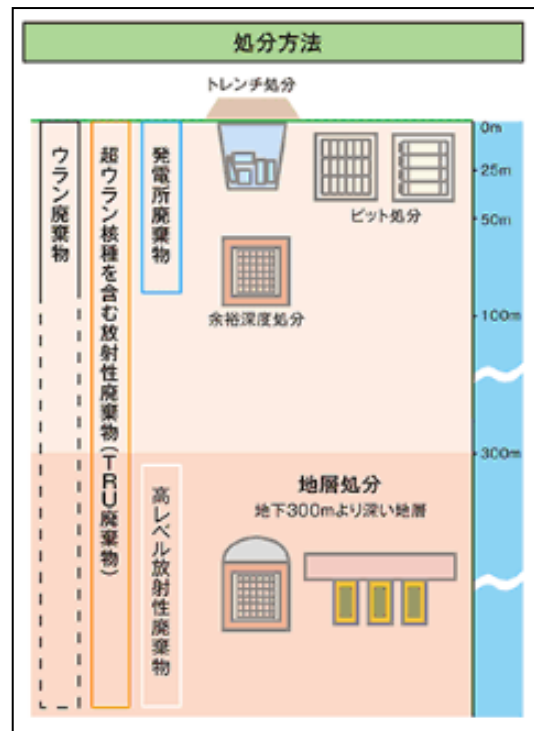 処分方法
トレンチ処分
ウラン廃棄物
超ウラン核種を含む放射性廃棄物(TRU廃棄物)
発電所廃棄物
ピット処分
余裕深度処分
0m
25m
50m
100m
300m
高レベル放射性廃棄物
地層処分
地下300mより深い地層